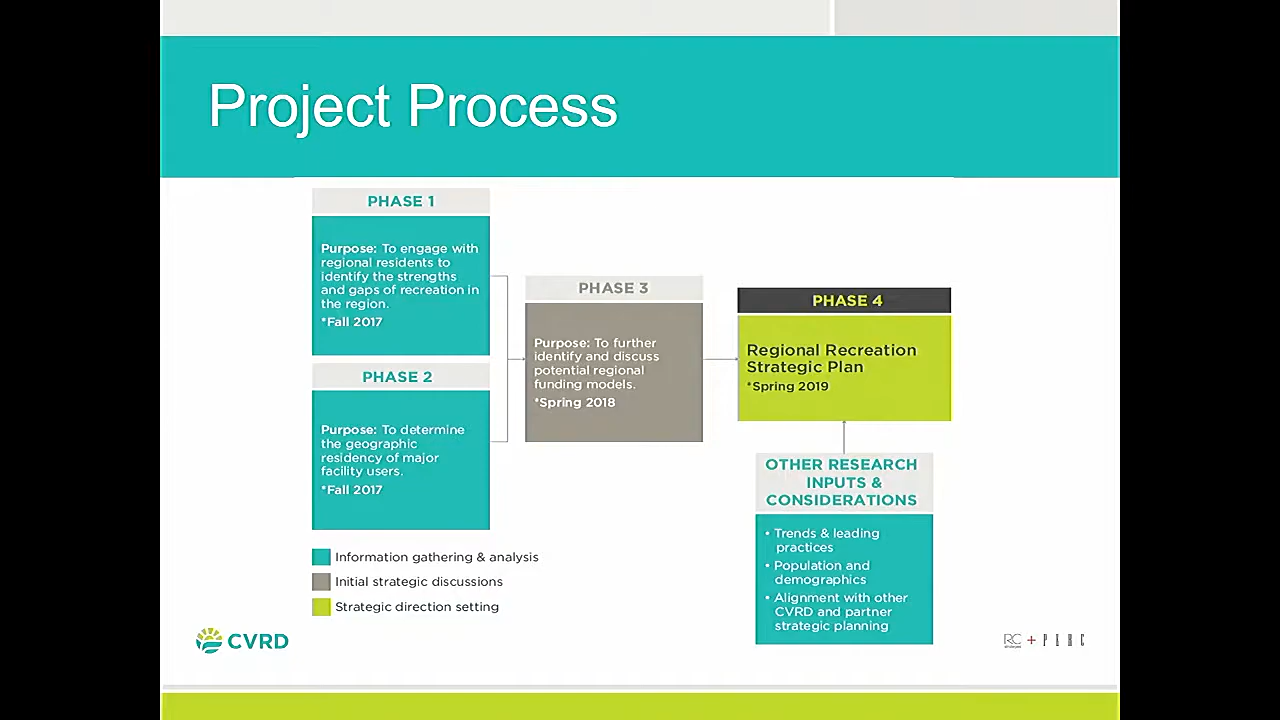 Project Process
PHASE 1
Purpose: To engage with
regional residents to
identify the strengths
and gaps of recreation in
the region.
*Fall 2017
PHASE 2
Purpose: To determine
the geographic
residency of major
facility users.
*Fall 2017
PHASE 3
Purpose: To further
identify and discuss
potential regional
funding models.
*Spring 2018
PHASE 4
Regional Recreation
Strategic Plan
*Spring 2019
OTHER RESEARCH
INPUTS &
CONSIDERATIONS
• Trends & leading
practices
• Population and
demographics
• Alignment with other
CVRD and partner
strategic planning
Information gathering & analysis
Initial strategic discussions
Strategic direction setting
CVRD
RC + PERC